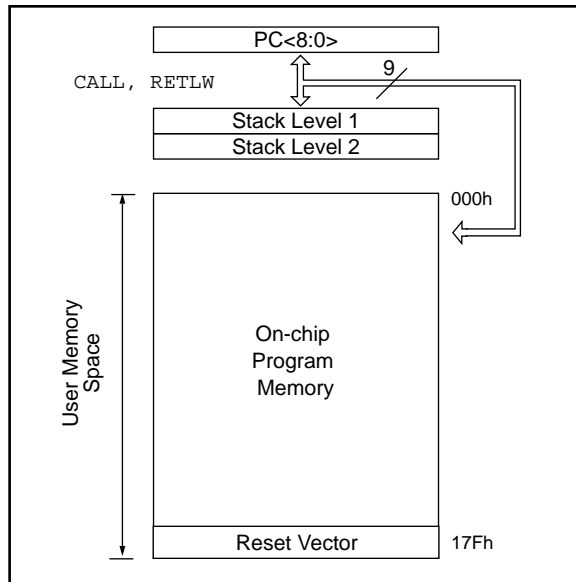 PC<8:0>
9
CALL, RETLW
Stack Level 1
Stack Level 2
000h
User Memory
Space
On-chip
Program
Memory
Reset Vector
17Fh